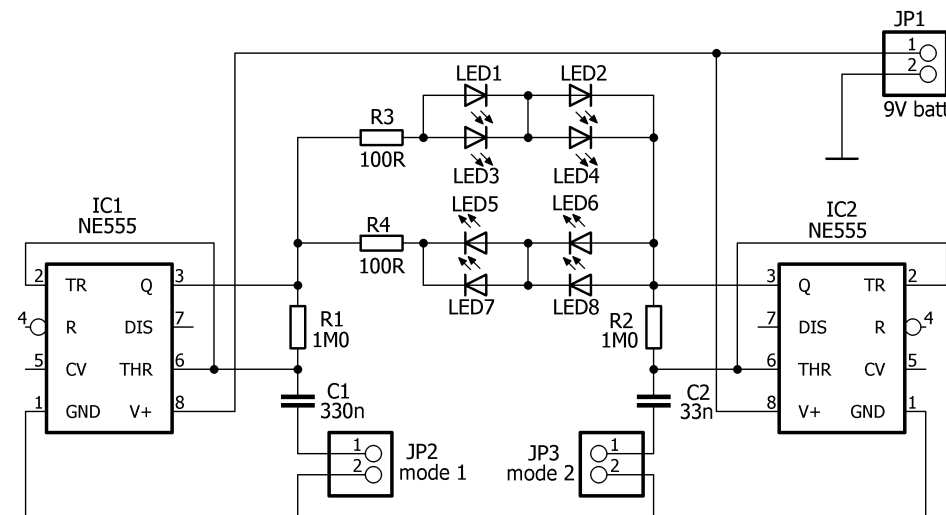 JP1
1
2
9V batt
LED1
LED2
R3
100R
LED3
LED4
LED5
LED6
R4
100R
LED7
LED8
IC1
NE555
2 TR Q 3
4 R DIS 7
5 CV THR 6
1 GND V+ 8
R1
1M0
C1
330n
1
2
JP2
mode 1
IC2
NE555
3 Q TR 2
7 DIS R 4
6 THR CV 5
8 V+ GND 1
R2
1M0
C2
33n
JP3
mode 2
1
2